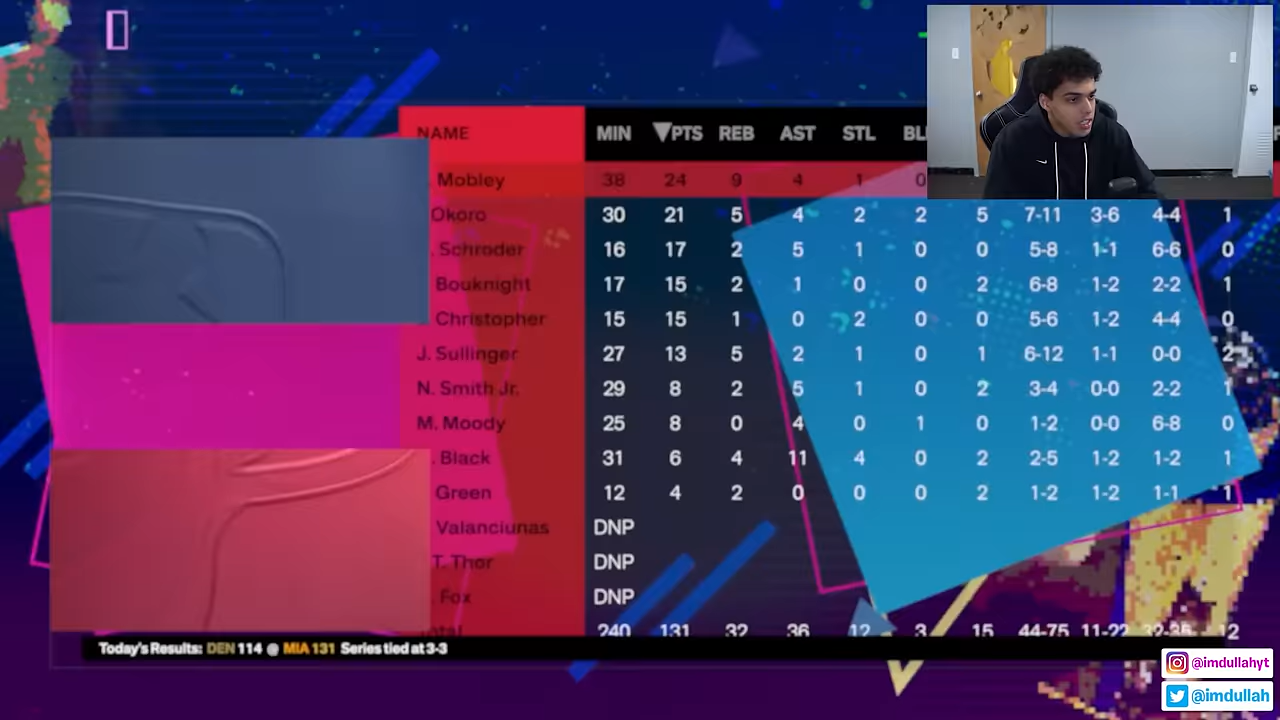 NAME MIN ▼PTS REB AST STL
. Mobley 38 24 9 4 1 0
Okoro 30 21 5 4 2 2 5 7-11 3-6 4-4 1
. Schroder 16 17 2 5 1 0 0 5-8 1-1 6-6 0
Bouknight 17 15 2 1 0 0 2 6-8 1-2 2-2 1
Christopher 15 15 1 0 2 0 0 5-6 1-2 4-4 0
J. Sullinger 27 13 5 2 1 0 1 6-12 1-1 0-0 2
N. Smith Jr. 29 8 2 5 1 0 2 3-4 0-0 2-2 1
M. Moody 25 8 0 4 0 1 0 1-2 0-0 6-8 0
. Black 31 6 4 11 4 0 2 2-5 1-2 1-2 1
Green 12 4 2 0 0 0 2 1-2 1-2 1-1 1
Valanciunas DNP
T. Thor DNP
. Fox DNP
240 131 32 36 12 3 15 44-75 11-22 32-35 12
Today's Results: DEN 114 @ MIA 131 Series tied at 3-3
@imdullahyt
@imdullah